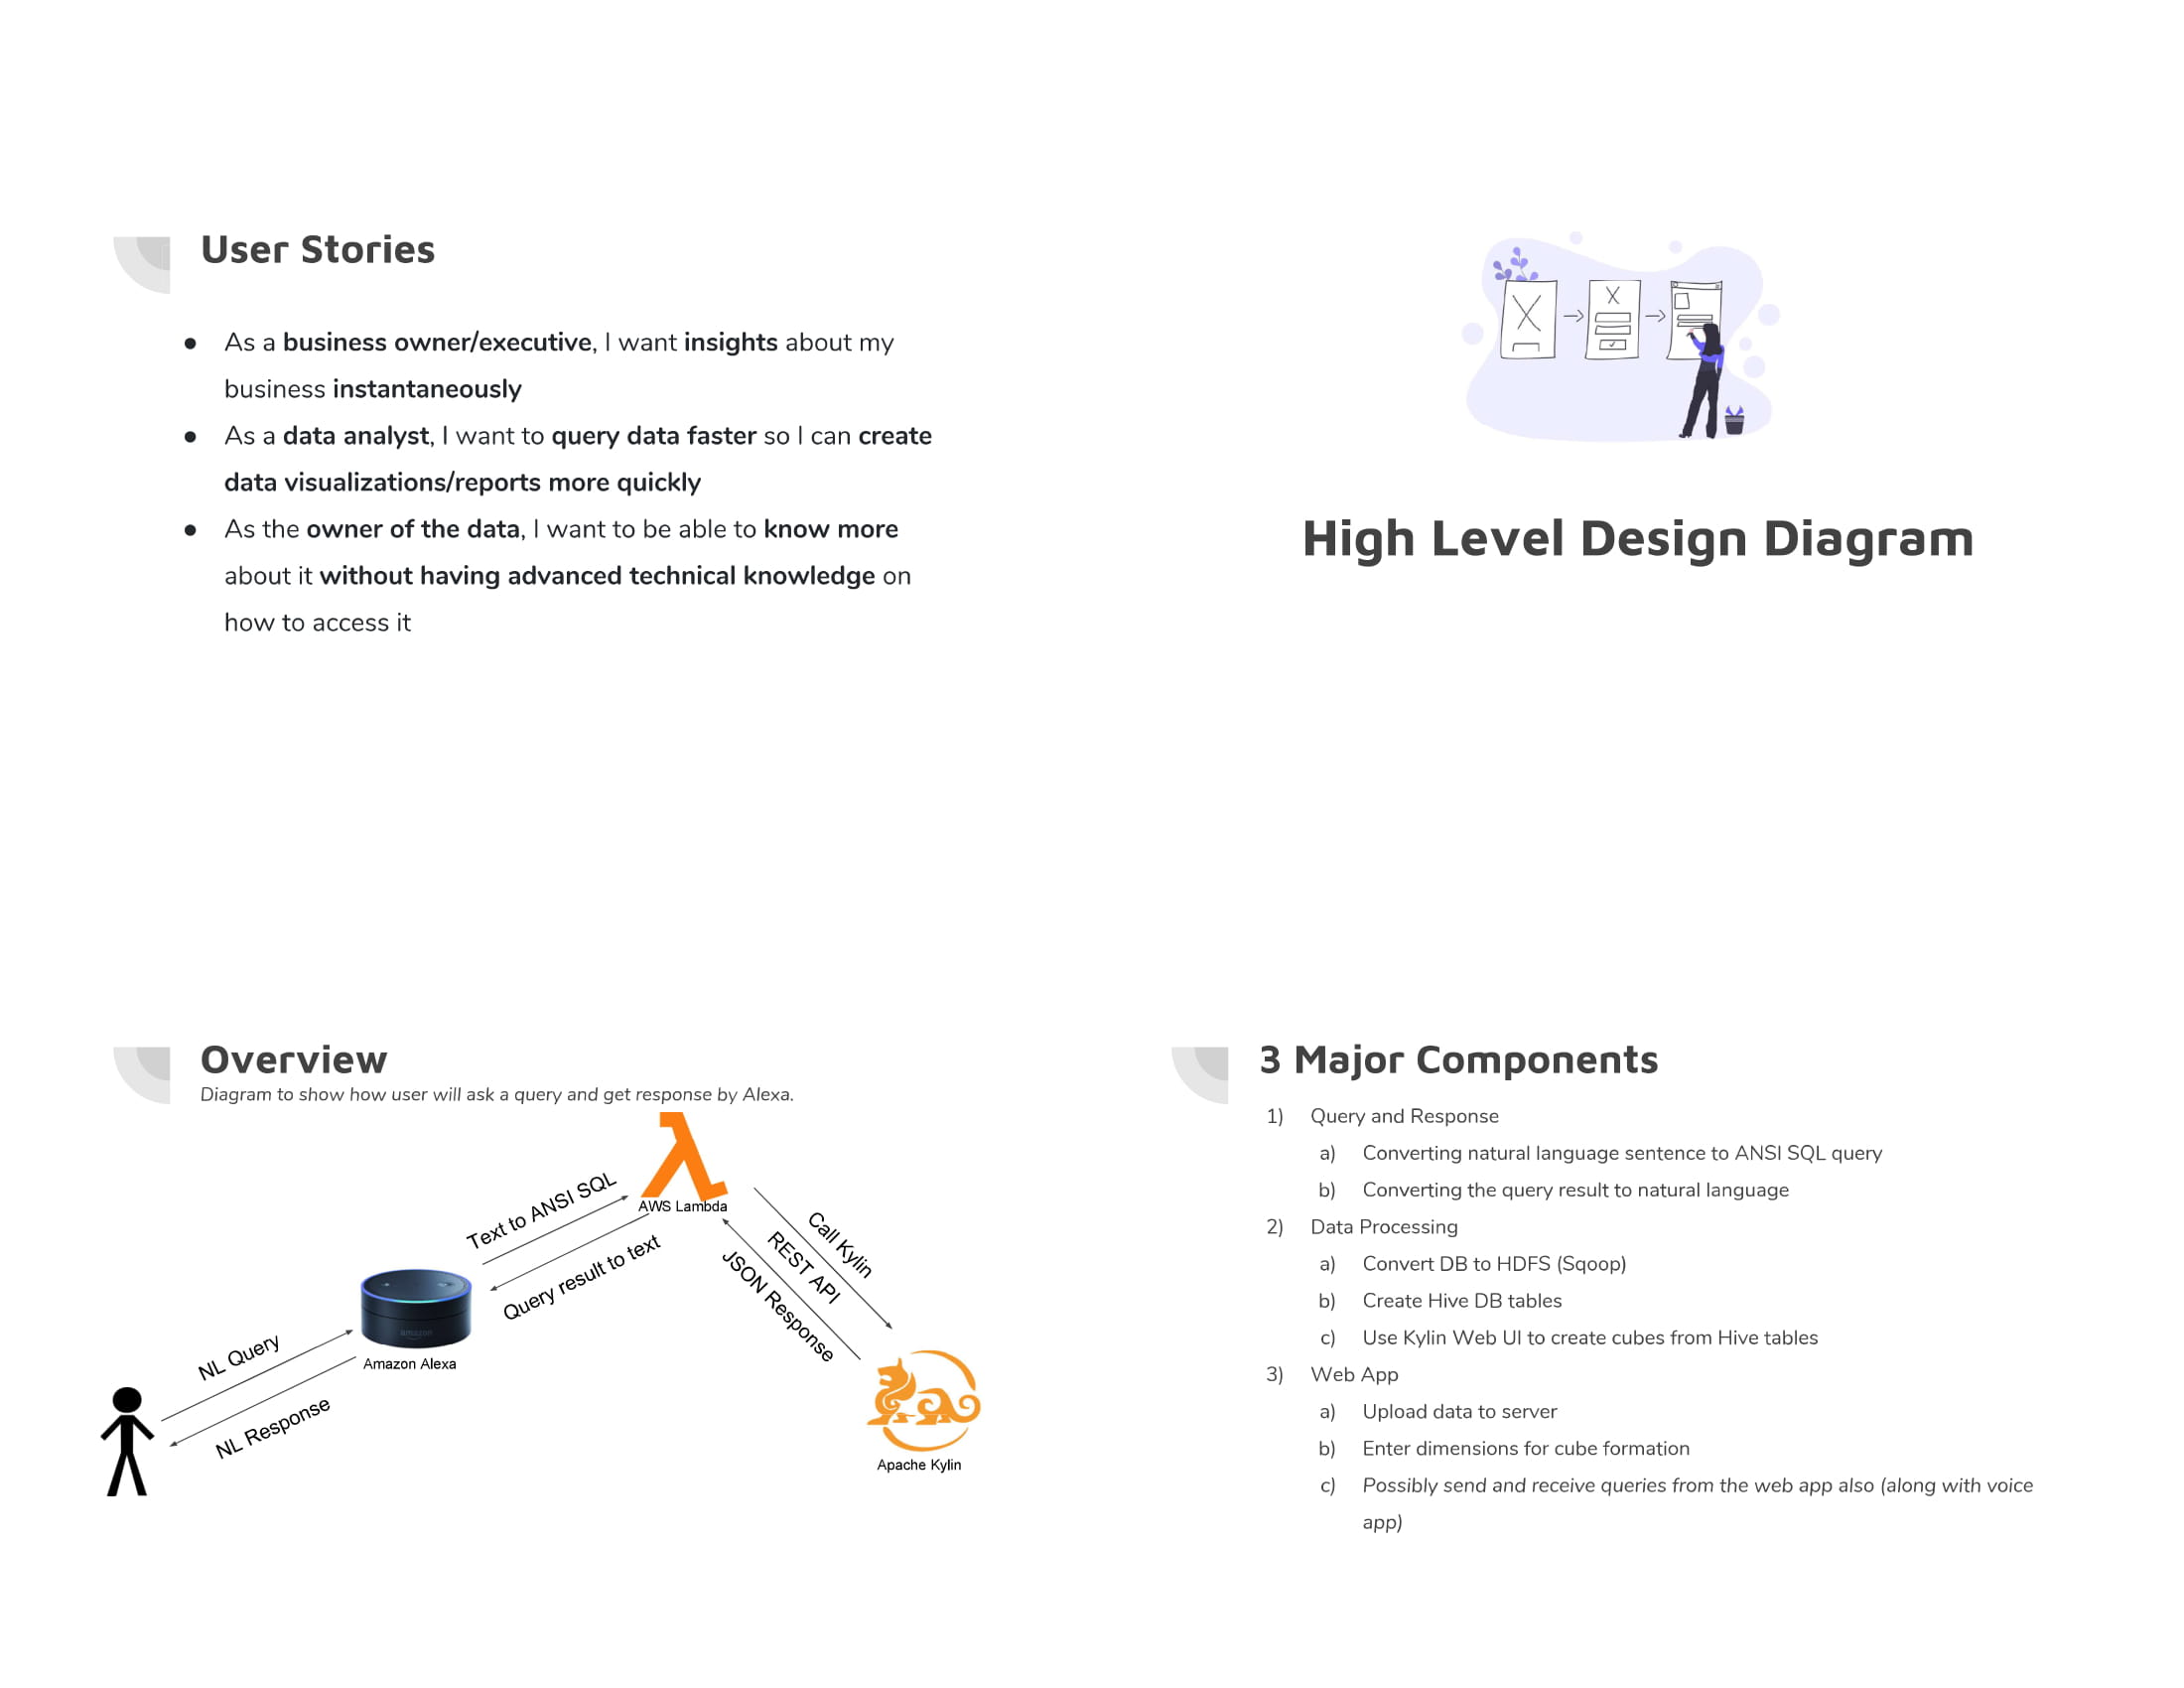 User Stories
● As a business owner/executive, I want insights about my
business instantaneously
● As a data analyst, I want to query data faster so I can create
data visualizations/reports more quickly
● As the owner of the data, I want to be able to know more
about it without having advanced technical knowledge on
how to access it
High Level Design Diagram
Overview
Diagram to show how user will ask a query and get response by Alexa.
Text to ANSI SQL
AWS Lambda
Query result to text
Call Kylin
REST API
JSON Response
amazon
Amazon Alexa
NL Query
NL Response
Apache Kylin
3 Major Components
1) Query and Response
a) Converting natural language sentence to ANSI SQL query
b) Converting the query result to natural language
2) Data Processing
a) Convert DB to HDFS (Sqoop)
b) Create Hive DB tables
c) Use Kylin Web UI to create cubes from Hive tables
3) Web App
a) Upload data to server
b) Enter dimensions for cube formation
c) Possibly send and receive queries from the web app also (along with voice
app)